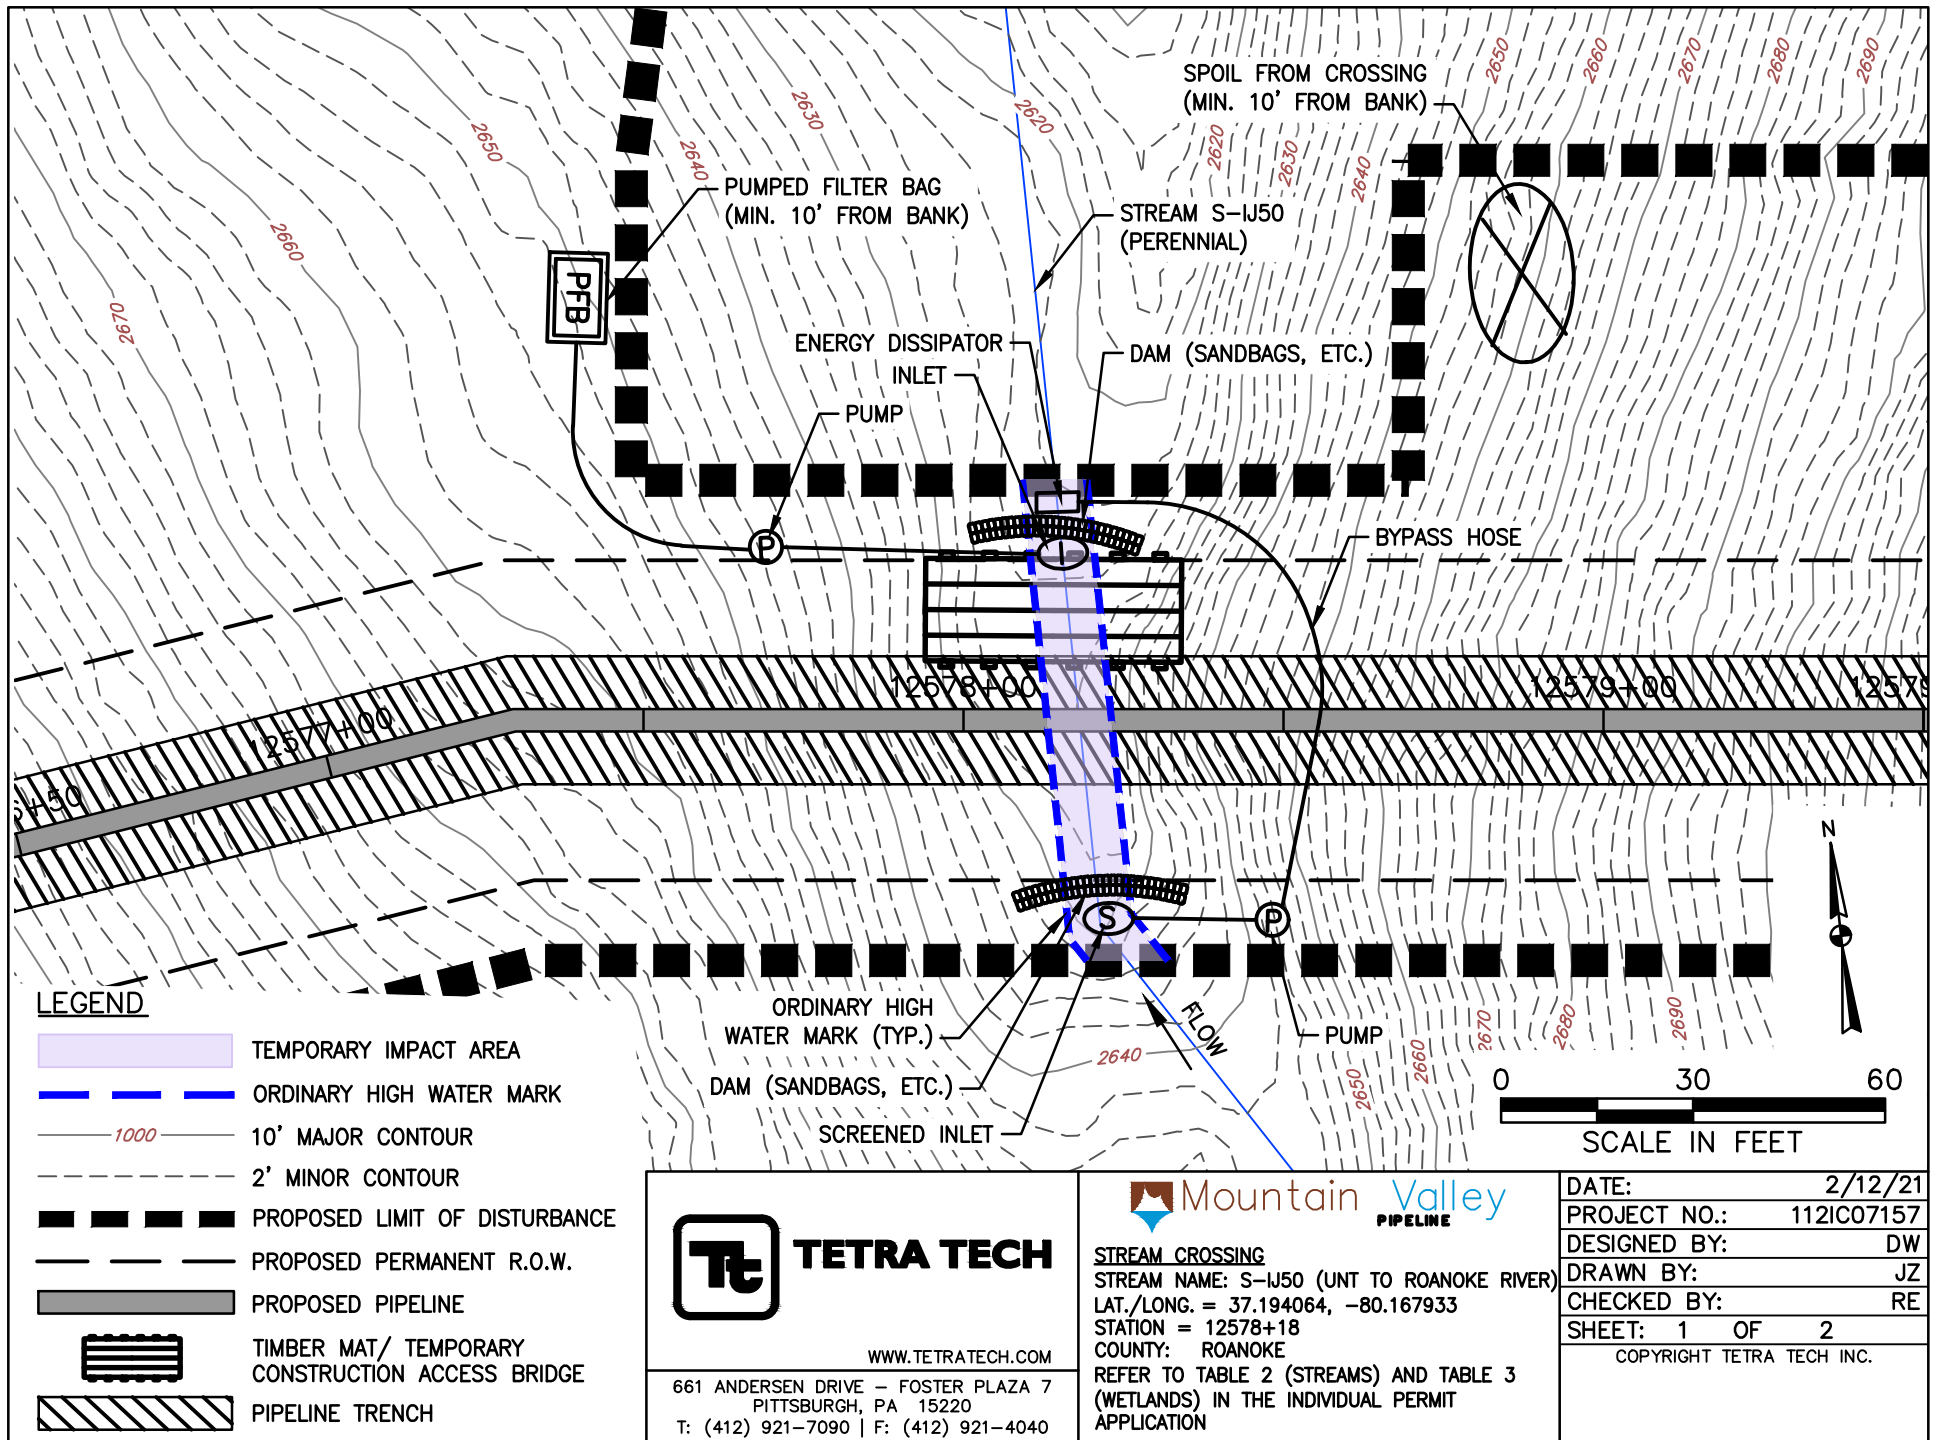 2650
2660
2670
2680
2690
SPOIL FROM CROSSING
(MIN. 10' FROM BANK)
2630
2620
2650
2640
2620
2630
2640
PUMPED FILTER BAG
(MIN. 10' FROM BANK)
STREAM S-IJ50
(PERENNIAL)
2660
2670
PFB
ENERGY DISSIPATOR
INLET
DAM (SANDBAGS, ETC.)
PUMP
P
I
BYPASS HOSE
12578+00
12579+00
12579
12577+00
6+50
N
S
P
ORDINARY HIGH
WATER MARK (TYP.)
FLOW
PUMP
2640
DAM (SANDBAGS, ETC.)
SCREENED INLET
2650
2660
2670
2680
2690
0 30 60
SCALE IN FEET
LEGEND
TEMPORARY IMPACT AREA
ORDINARY HIGH WATER MARK
1000
10' MAJOR CONTOUR
2' MINOR CONTOUR
PROPOSED LIMIT OF DISTURBANCE
PROPOSED PERMANENT R.O.W.
PROPOSED PIPELINE
TIMBER MAT/ TEMPORARY
CONSTRUCTION ACCESS BRIDGE
PIPELINE TRENCH
Tt TETRA TECH
WWW.TETRATECH.COM
661 ANDERSEN DRIVE – FOSTER PLAZA 7
PITTSBURGH, PA 15220
T: (412) 921-7090 | F: (412) 921-4040
Mountain Valley
PIPELINE
STREAM CROSSING
STREAM NAME: S-IJ50 (UNT TO ROANOKE RIVER)
LAT./LONG. = 37.194064, -80.167933
STATION = 12578+18
COUNTY: ROANOKE
REFER TO TABLE 2 (STREAMS) AND TABLE 3
(WETLANDS) IN THE INDIVIDUAL PERMIT
APPLICATION
DATE: 2/12/21
PROJECT NO.: 112IC07157
DESIGNED BY: DW
DRAWN BY: JZ
CHECKED BY: RE
SHEET: 1 OF 2
COPYRIGHT TETRA TECH INC.